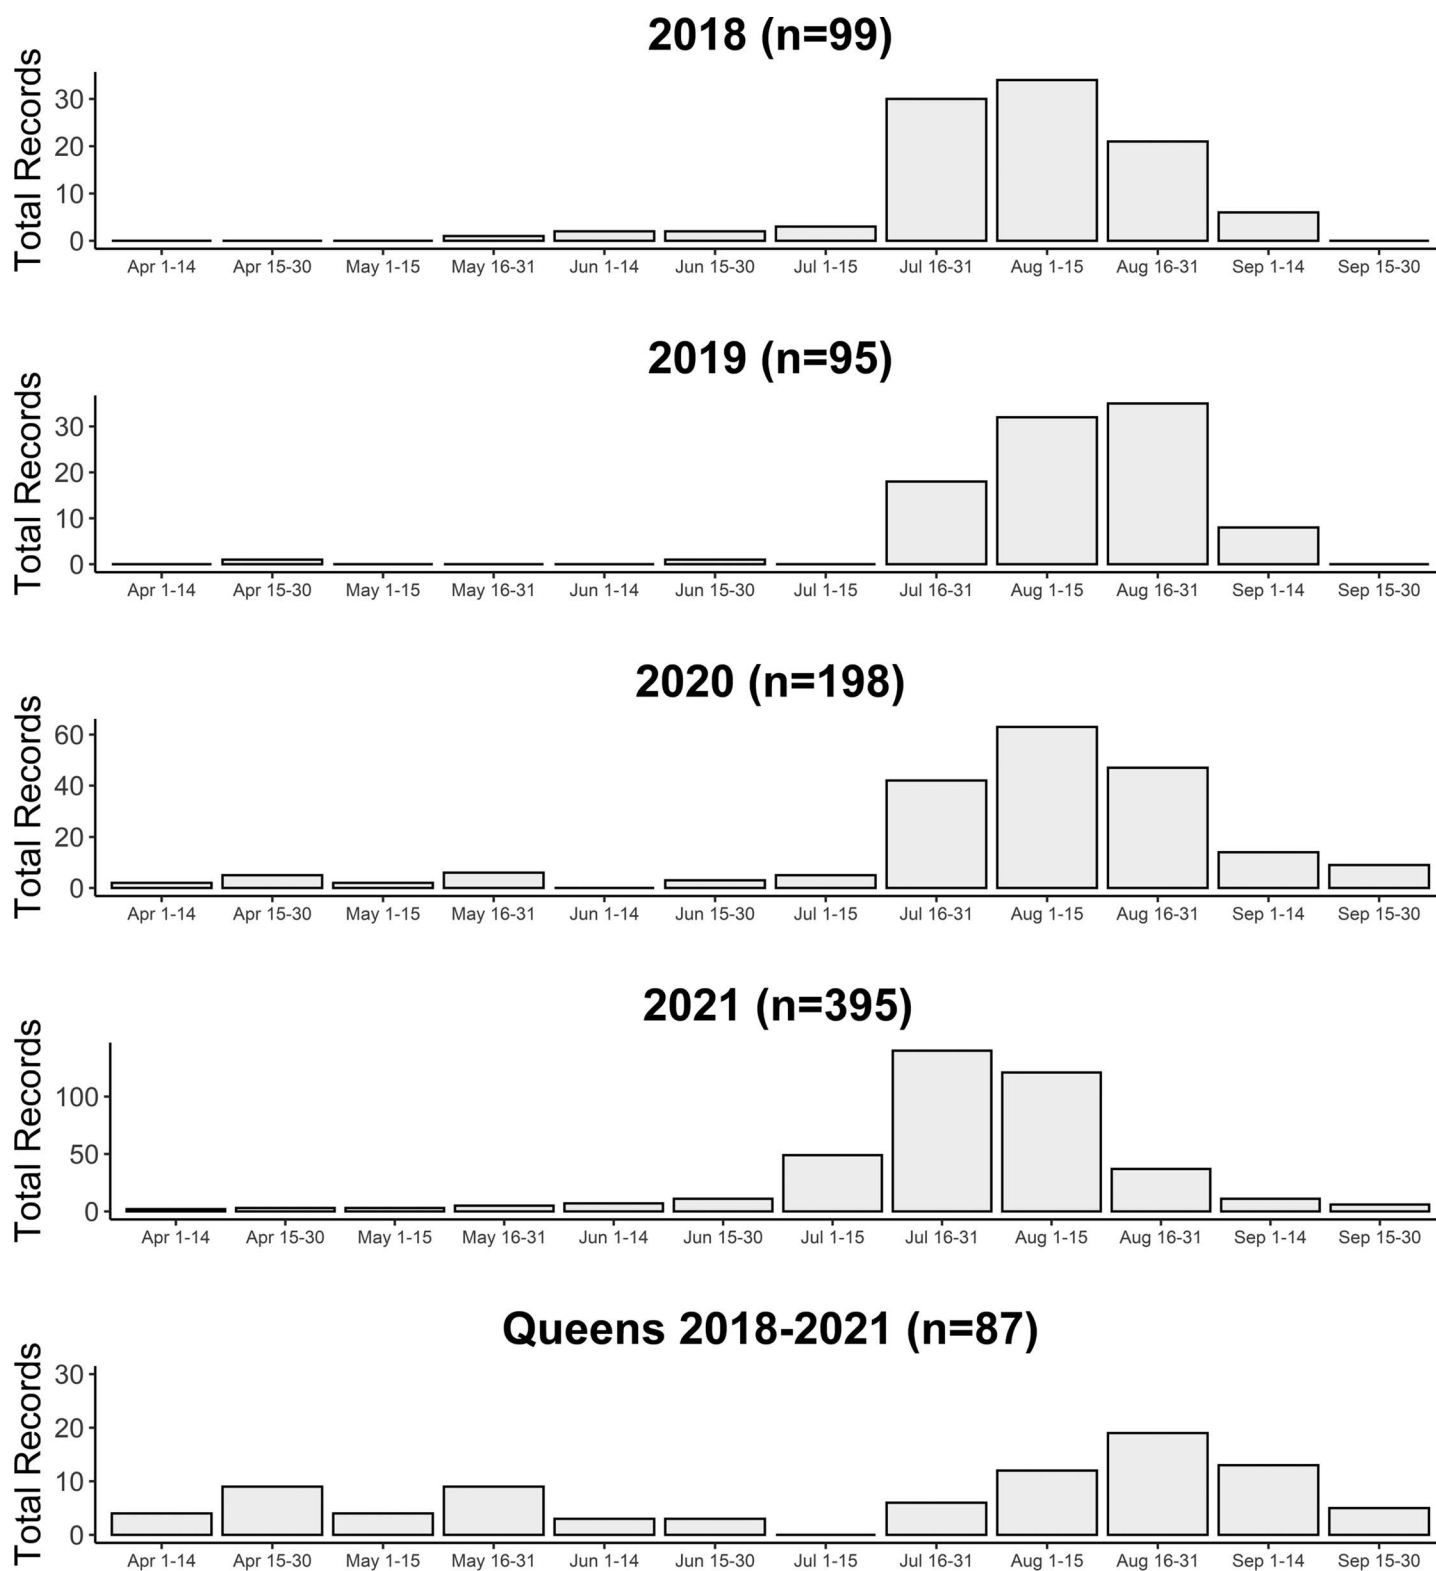 2018 (n=99)
Total Records
30
20
10
0
Apr 1-14 Apr 15-30 May 1-15 May 16-31 Jun 1-14 Jun 15-30 Jul 1-15 Jul 16-31 Aug 1-15 Aug 16-31 Sep 1-14 Sep 15-30
2019 (n=95)
Total Records
30
20
10
0
Apr 1-14 Apr 15-30 May 1-15 May 16-31 Jun 1-14 Jun 15-30 Jul 1-15 Jul 16-31 Aug 1-15 Aug 16-31 Sep 1-14 Sep 15-30
2020 (n=198)
Total Records
60
40
20
0
Apr 1-14 Apr 15-30 May 1-15 May 16-31 Jun 1-14 Jun 15-30 Jul 1-15 Jul 16-31 Aug 1-15 Aug 16-31 Sep 1-14 Sep 15-30
2021 (n=395)
Total Records
100
50
0
Apr 1-14 Apr 15-30 May 1-15 May 16-31 Jun 1-14 Jun 15-30 Jul 1-15 Jul 16-31 Aug 1-15 Aug 16-31 Sep 1-14 Sep 15-30
Queens 2018-2021 (n=87)
Total Records
30
20
10
0
Apr 1-14 Apr 15-30 May 1-15 May 16-31 Jun 1-14 Jun 15-30 Jul 1-15 Jul 16-31 Aug 1-15 Aug 16-31 Sep 1-14 Sep 15-30